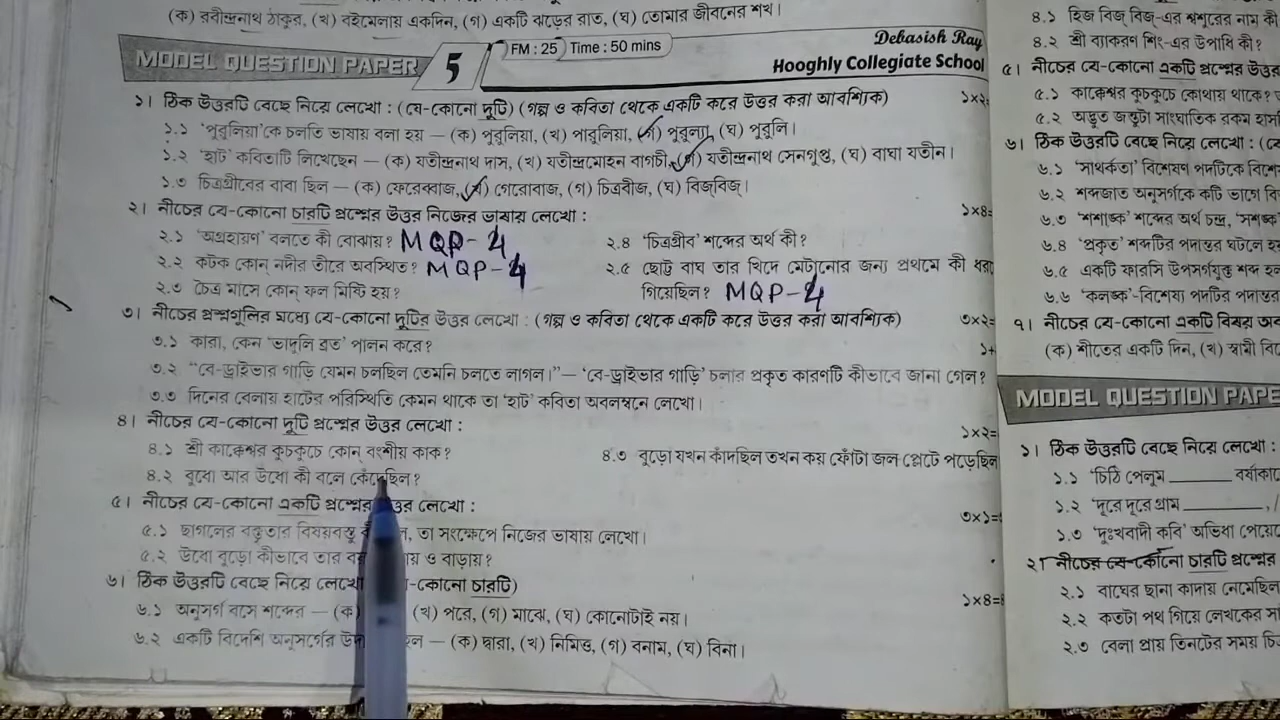 (ক) রবীন্দ্রনাথ ঠাকুর, (খ) বইমেলায় একদিন, (গ) একটি ঝড়ের রাত, (ঘ) তোমার জীবনের শখ।
MODEL QUESTION PAPER 5
FM : 25 Time : 50 mins
Debasish Ray
Hooghly Collegiate School
১। ঠিক উত্তরটি বেছে নিয়ে লেখো : (যে-কোনো দুটি) (গল্প ও কবিতা থেকে একটি করে উত্তর করা আবশ্যিক) ১×২
১.১ 'পুরুলিয়া'কে চলতি ভাষায় বলা হয় — (ক) পুরুলিয়া, (খ) পারুলিয়া, (গ) পুরুল্যা, (ঘ) পুরুলি।
১.২ 'হাট' কবিতাটি লিখেছেন — (ক) যতীন্দ্রনাথ দাস, (খ) যতীন্দ্রমোহন বাগচী, (গ) যতীন্দ্রনাথ সেনগুপ্ত, (ঘ) বাঘা যতীন।
১.৩ চিত্রগ্রীবের বাবা ছিল — (ক) ফেরেব্বাজ, (খ) গেরোবাজ, (গ) চিত্রবীজ, (ঘ) বিজ্‌বিজ্‌।
২। নীচের যে-কোনো চারটি প্রশ্নের উত্তর নিজের ভাষায় লেখো : ১×৪=
২.১ 'অগ্রহায়ণ' বলতে কী বোঝায়? MQP-4
২.২ কটক কোন্ নদীর তীরে অবস্থিত? MQP-4
২.৩ চৈত্র মাসে কোন্ ফল মিষ্টি হয়?
২.৪ 'চিত্রগ্রীব' শব্দের অর্থ কী?
২.৫ ছোট্ট বাঘ তার খিদে মেটানোর জন্য প্রথমে কী ধরতে
গিয়েছিল? MQP-4
৩। নীচের প্রশ্নগুলির মধ্যে যে-কোনো দুটির উত্তর লেখো : (গল্প ও কবিতা থেকে একটি করে উত্তর করা আবশ্যিক) ৩×২=
৩.১ কারা, কেন 'ভাদুলি ব্রত' পালন করে? ১+
৩.২ "বে-ড্রাইভার গাড়ি যেমন চলছিল তেমনি চলতে লাগল।"— 'বে-ড্রাইভার গাড়ি' চলার প্রকৃত কারণটি কীভাবে জানা গেল?
৩.৩ দিনের বেলায় হাটের পরিস্থিতি কেমন থাকে তা 'হাট' কবিতা অবলম্বনে লেখো।
৪। নীচের যে-কোনো দুটি প্রশ্নের উত্তর লেখো : ১×২=
৪.১ শ্রী কাক্কেশ্বর কুচকুচে কোন্ বংশীয় কাক?
৪.২ বুধো আর উধো কী বলে কেঁদেছিল?
৪.৩ বুড়ো যখন কাঁদছিল তখন কয় ফোঁটা জল শ্লেটে পড়েছিল
৫। নীচের যে-কোনো একটি প্রশ্নের উত্তর লেখো : ৩×১=
৫.১ ছাগলের বক্তৃতার বিষয়বস্তু তা সংক্ষেপে নিজের ভাষায় লেখো।
৫.২ উধো বুড়ো কীভাবে তার ও বাড়ায়?
৬। ঠিক উত্তরটি বেছে নিয়ে লেখো -কোনো চারটি) ১×৪=
৬.১ অনুসর্গ বসে শব্দের — (ক) (খ) পরে, (গ) মাঝে, (ঘ) কোনোটাই নয়।
৬.২ একটি বিদেশি অনুসর্গের — (ক) দ্বারা, (খ) নিমিত্ত, (গ) বনাম, (ঘ) বিনা।
৪.১ হিজ বিজ্ বিজ্-এর শ্বশুরের নাম কী
৪.২ শ্রী ব্যাকরণ শিং-এর উপাধি কী?
৫। নীচের যে-কোনো একটি প্রশ্নের উত্তর
৫.১ কাক্কেশ্বর কুচকুচে কোথায় থাকে?
৫.২ অদ্ভুত জন্তুটা সাংঘাতিক রকম
৬। ঠিক উত্তরটি বেছে নিয়ে লেখো :
৬.১ 'সার্থকতা' বিশেষণ পদটিকে
৬.২ শব্দজাত অনুসর্গকে কটি ভাগে
৬.৩ 'শশাঙ্ক' শব্দের অর্থ চন্দ্র,
৬.৪ 'প্রকৃত' শব্দটির পদান্তর ঘটলে
৬.৫ একটি ফারসি উপসর্গযুক্ত শব্দ
৬.৬ 'কলঙ্ক'-বিশেষ্য পদটির পদান্তর
৭। নীচের যে-কোনো একটি বিষয়
(ক) শীতের একটি দিন, (খ) স্বামী
MODEL QUESTION PAPE
১। ঠিক উত্তরটি বেছে নিয়ে লেখো :
১.১ 'চিঠি পেলুম ______ বর্ষাকা
১.২ 'দূরে দূরে গ্রাম ______
১.৩ 'দুঃখবাদী কবি' অভিধা
২। নীচের যে-কোনো চারটি প্রশ্নের
২.১ বাঘের ছানা কাদায় নেমেছিল
২.২ কতটা পথ গিয়ে লেখকের
২.৩ বেলা প্রায় তিনটের সময়